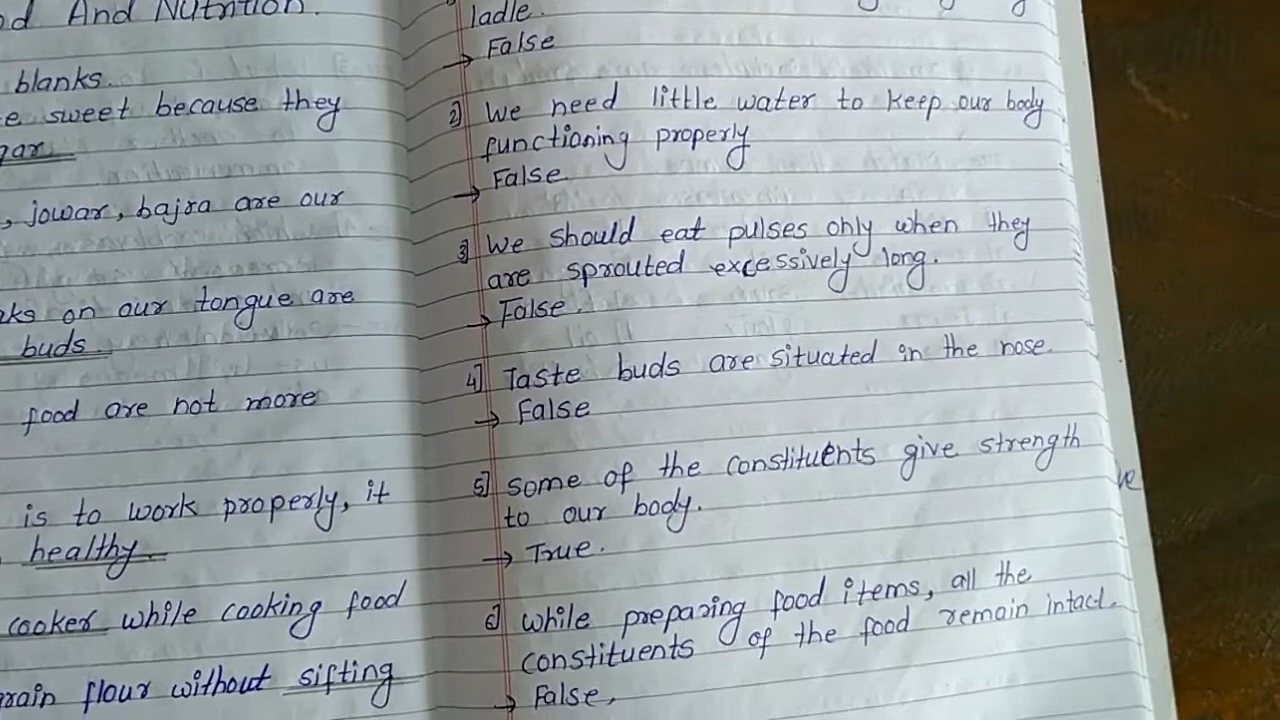 And Nutrition.
blanks.
sweet because they
, jowar, bajra are our
on our tongue are
buds
food are not more
is to work properly, it
healthy
cooker while cooking food
flour without sifting
ladle.
→ False
2] We need little water to keep our body
functioning properly
→ False
3] We should eat pulses only when they
are sprouted excessively long.
→ False.
4] Taste buds are situated in the nose
→ False
5] Some of the constituents give strength
to our body.
→ True.
6] while preparing food items, all the
constituents of the food remain intact.
→ False.